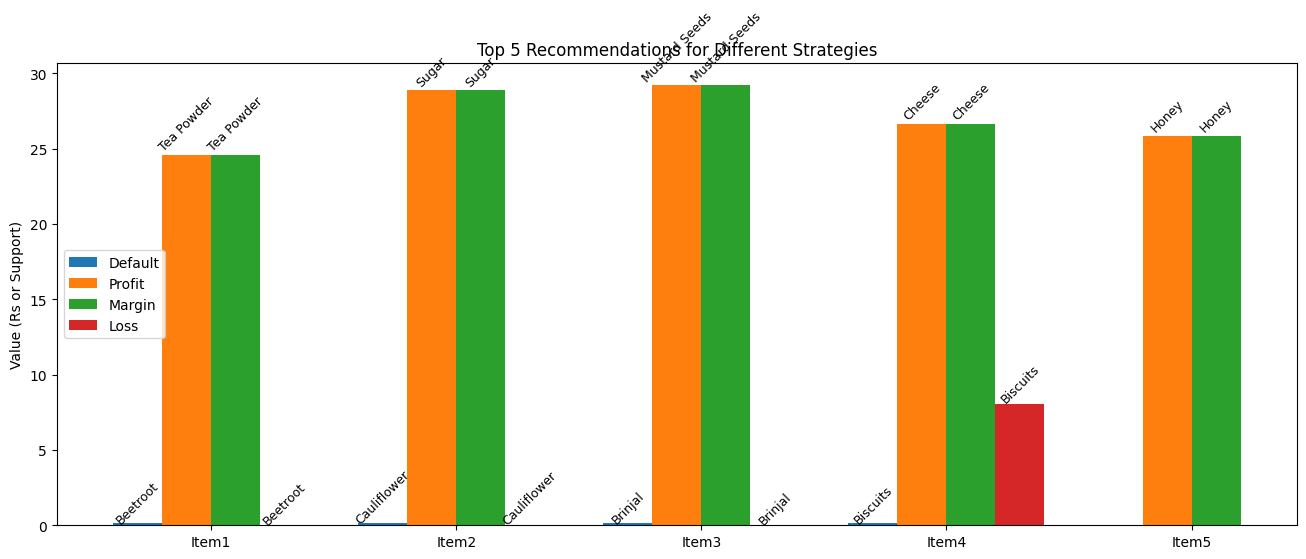 Top 5 Recommendations for Different Strategies
Value (Rs or Support)
30
25
20
15
10
5
0
Default
Profit
Margin
Loss
Beetroot
Tea Powder
Tea Powder
Beetroot
Cauliflower
Sugar
Sugar
Cauliflower
Brinjal
Mustard Seeds
Mustard Seeds
Brinjal
Biscuits
Cheese
Cheese
Biscuits
Honey
Honey
Item1
Item2
Item3
Item4
Item5